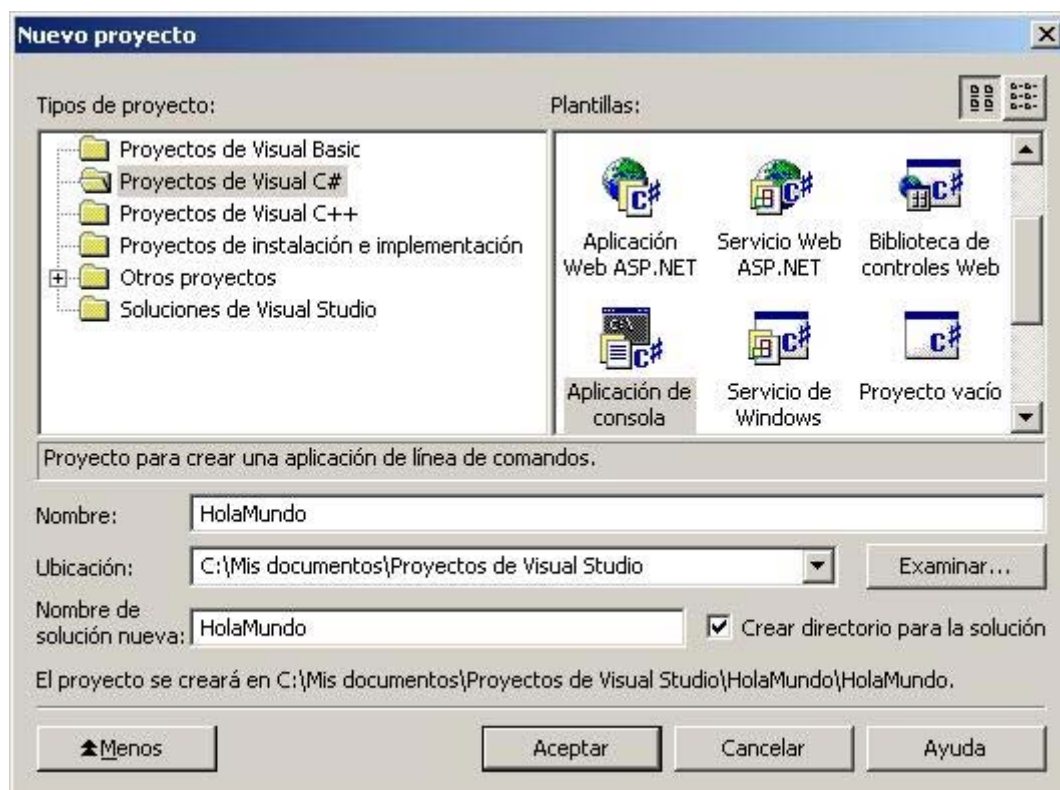 Nuevo proyecto
Tipos de proyecto:
Plantillas:
Proyectos de Visual Basic
Proyectos de Visual C#
Proyectos de Visual C++
Proyectos de instalación e implementación
Otros proyectos
Soluciones de Visual Studio
Aplicación
Web ASP.NET
Servicio Web
ASP.NET
Biblioteca de
controles Web
Aplicación de
consola
Servicio de
Windows
Proyecto vacío
Proyecto para crear una aplicación de línea de comandos.
Nombre:
HolaMundo
Ubicación:
C:\Mis documentos\Proyectos de Visual Studio
Examinar...
Nombre de
solución nueva:
HolaMundo
Crear directorio para la solución
El proyecto se creará en C:\Mis documentos\Proyectos de Visual Studio\HolaMundo\HolaMundo.
Menos
Aceptar
Cancelar
Ayuda